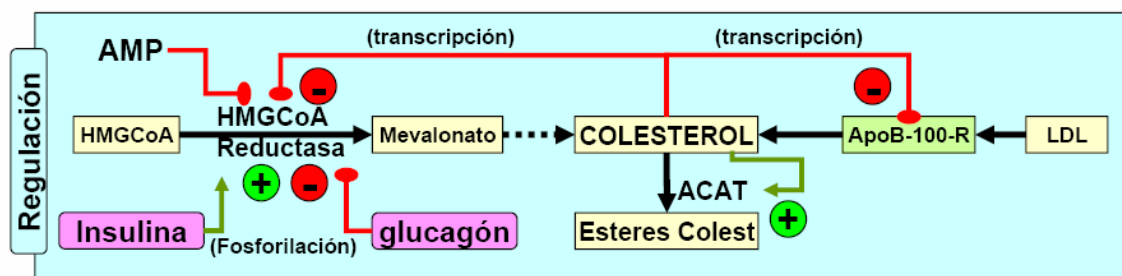 Regulación
AMP
(transcripción)
(transcripción)
-
-
HMGCoA
HMGCoA
Reductasa
Mevalonato
COLESTEROL
ApoB-100-R
LDL
+
-
ACAT
+
Insulina
(Fosforilación)
glucagón
Esteres Colest